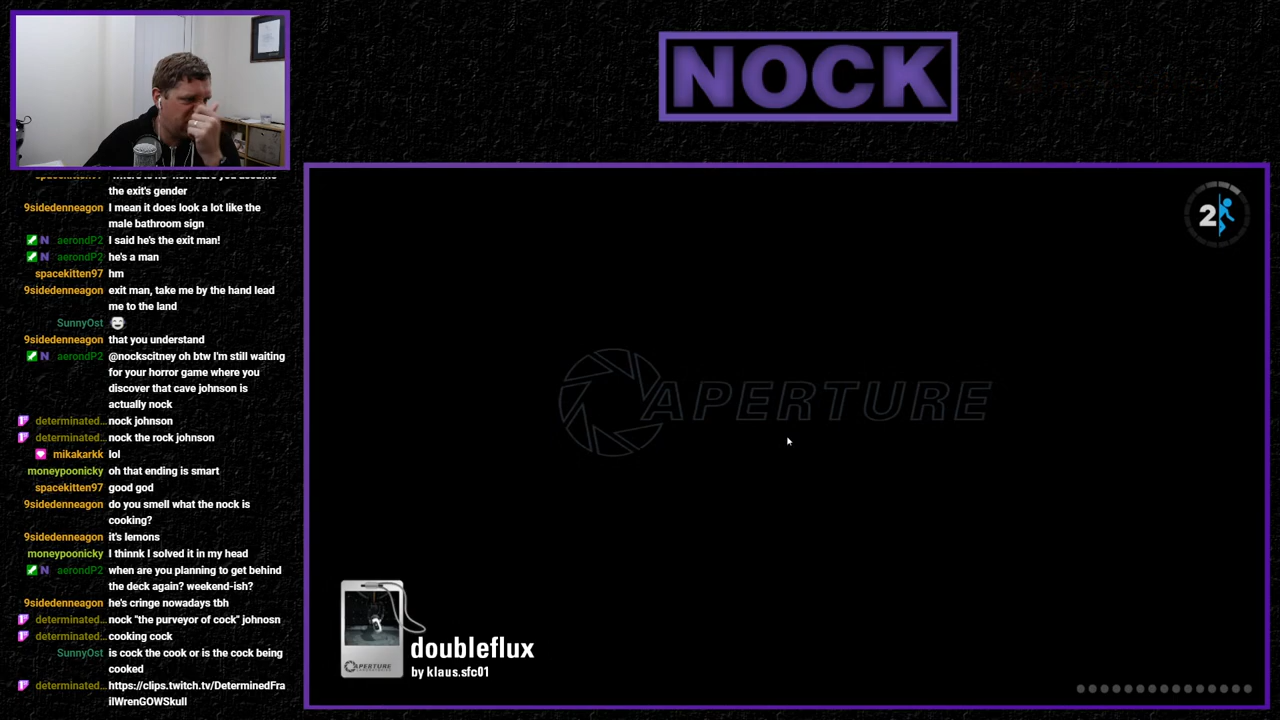 NOCK
the exit's gender
9sidedenneagon I mean it does look a lot like the
male bathroom sign
N aerondP2 I said he's the exit man!
N aerondP2 he's a man
spacekitten97 hm
9sidedenneagon exit man, take me by the hand lead
me to the land
SunnyOst
9sidedenneagon that you understand
N aerondP2 @nockscitney oh btw I'm still waiting
for your horror game where you
discover that cave johnson is
actually nock
determinated... nock johnson
determinated... nock the rock johnson
mikakarkk lol
moneypoonicky oh that ending is smart
spacekitten97 good god
9sidedenneagon do you smell what the nock is
cooking?
9sidedenneagon it's lemons
moneypoonicky I thinnk I solved it in my head
N aerondP2 when are you planning to get behind
the deck again? weekend-ish?
9sidedenneagon he's cringe nowadays tbh
determinated... nock "the purveyor of cock" johnosn
determinated... cooking cock
SunnyOst is cock the cook or is the cock being
cooked
determinated... https://clips.twitch.tv/DeterminedFra
ilWrenGOWSkull
2
APERTURE
APERTURE
doubleflux
by klaus.sfc01